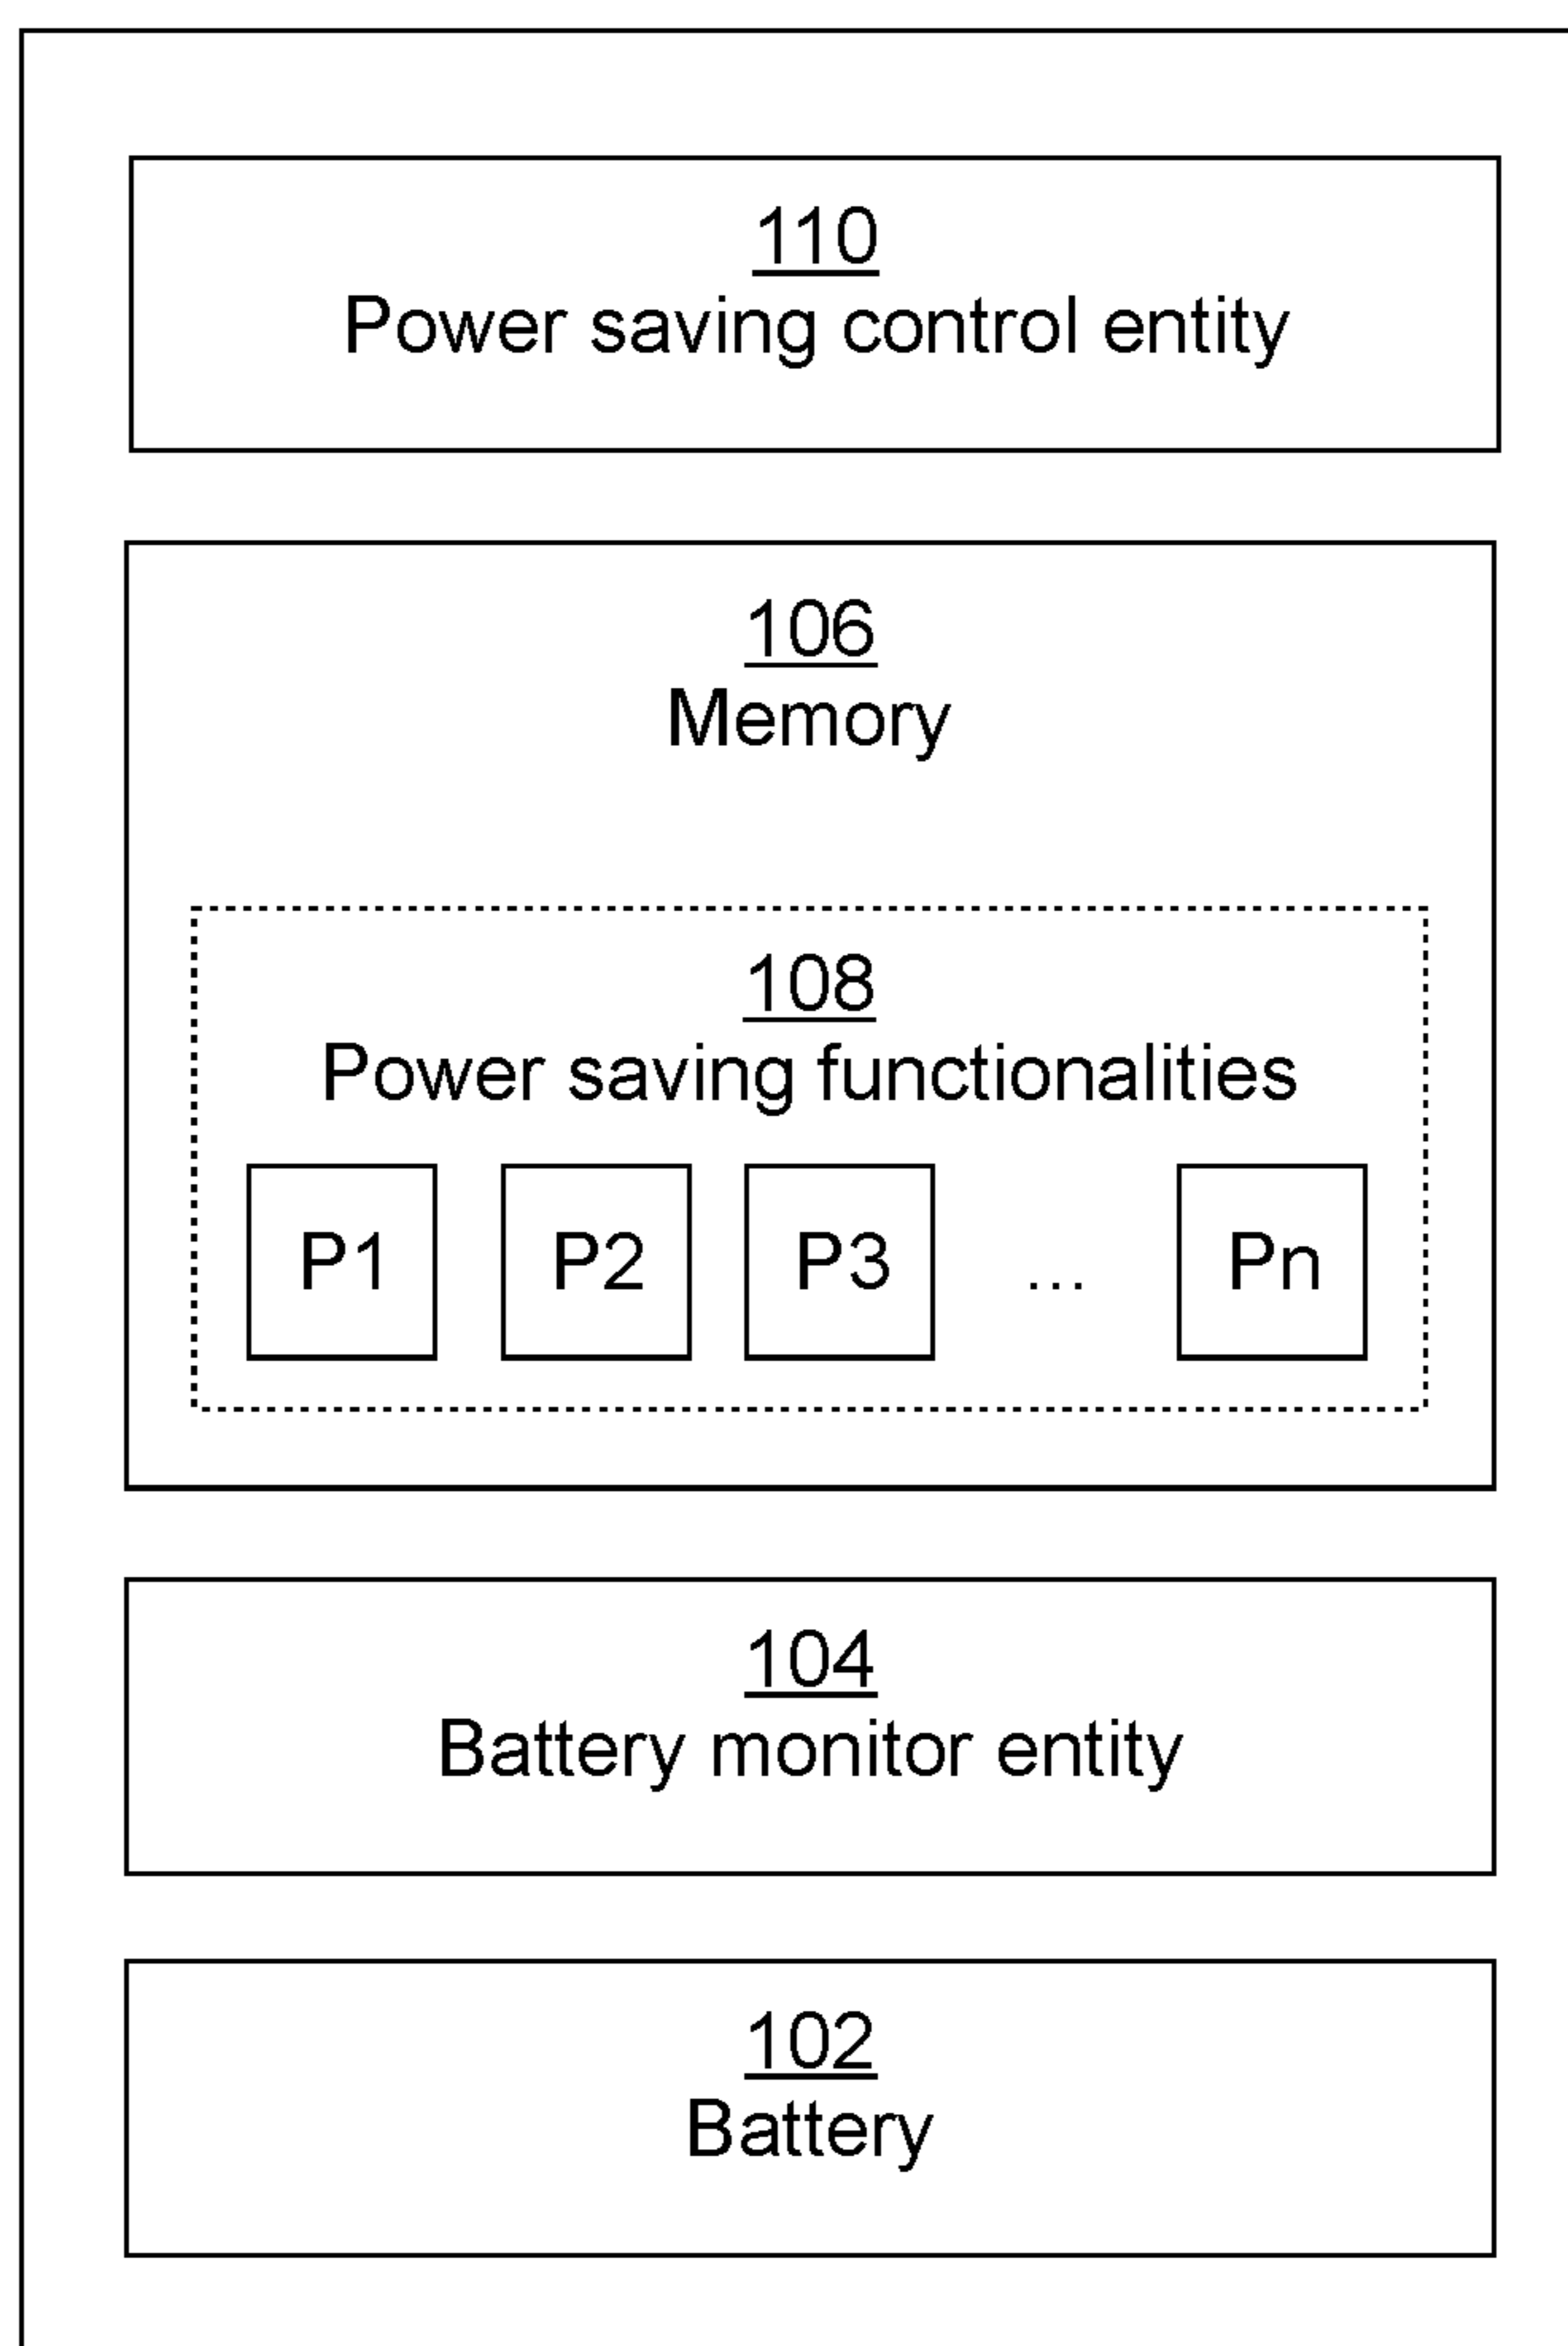 110
Power saving control entity
106
Memory
108
Power saving functionalities
P1 P2 P3 ... Pn
104
Battery monitor entity
102
Battery